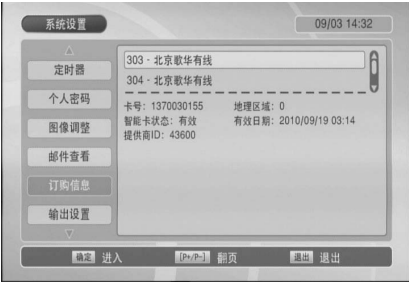 系统设置
09/03 14:32
定时器
个人密码
图像调整
邮件查看
订购信息
输出设置
303 - 北京歌华有线
304 - 北京歌华有线
卡号: 1370030155 地理区域: 0
智能卡状态: 有效 有效日期: 2010/09/19 03:14
提供商ID: 43600
确定 进入 [P+/P-] 翻页 退出 退出